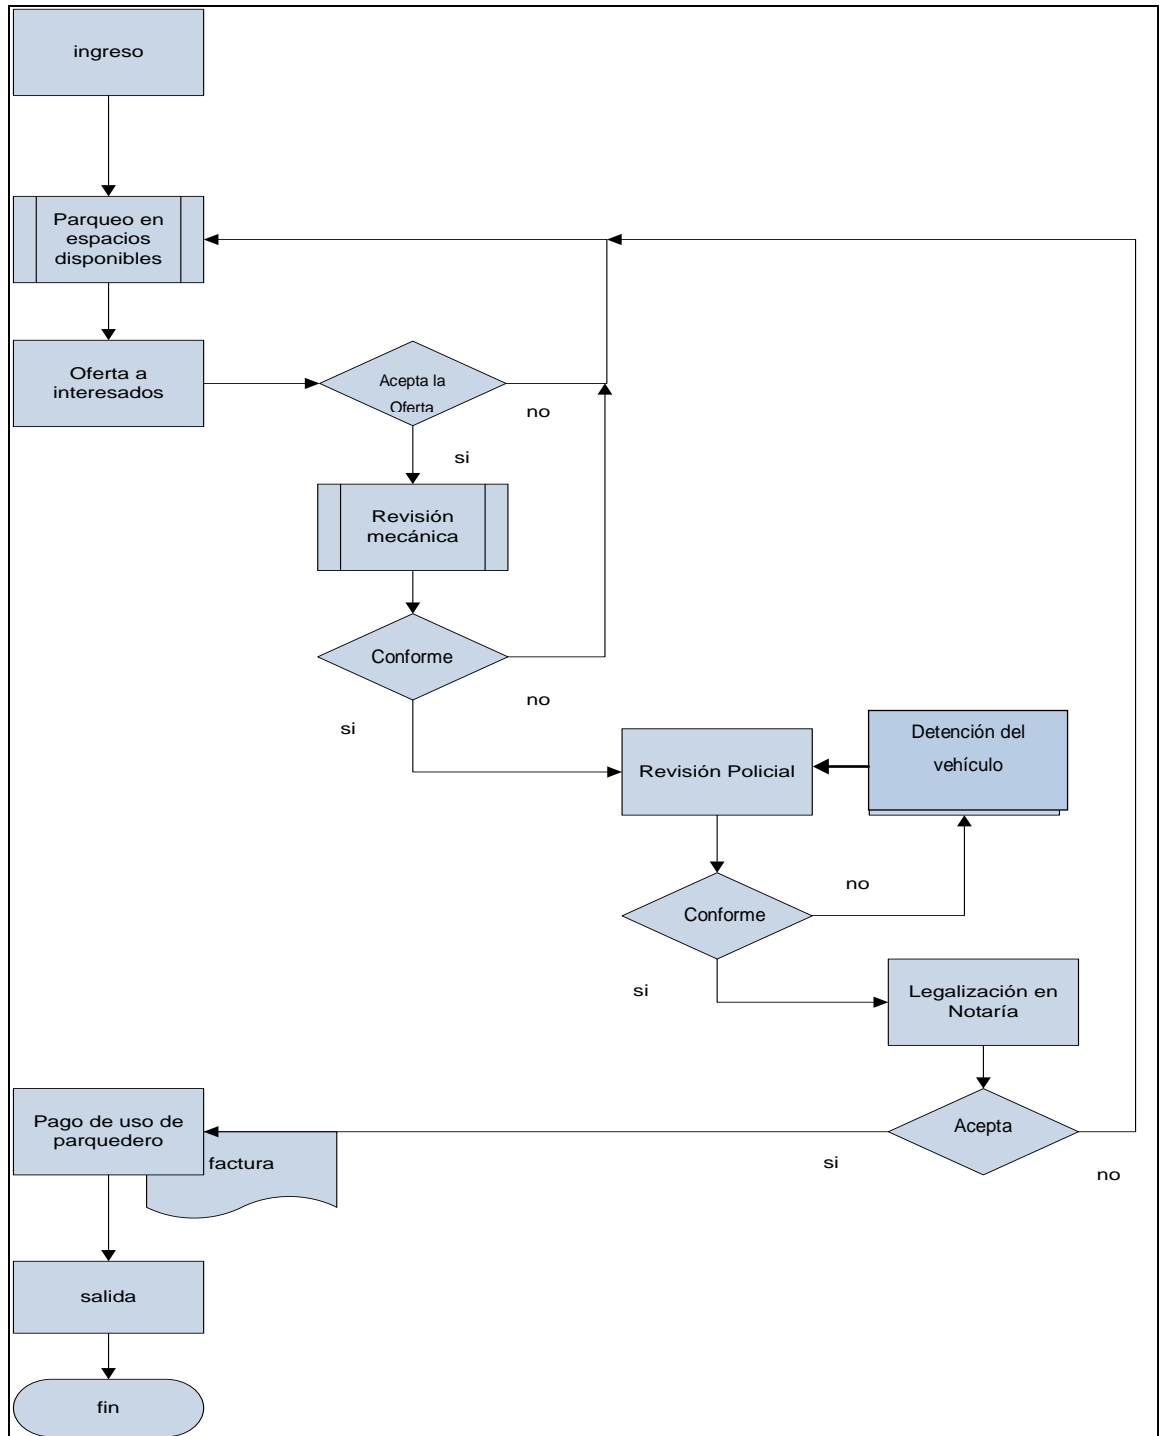 ingreso
Parqueo en
espacios
disponibles
Oferta a
interesados
Acepta la
Oferta
no
si
Revisión
mecánica
Conforme
no
si
Revisión Policial
Detención del
vehículo
no
Conforme
si
Legalización en
Notaría
Acepta
si
no
Pago de uso de
parquedero
factura
salida
fin